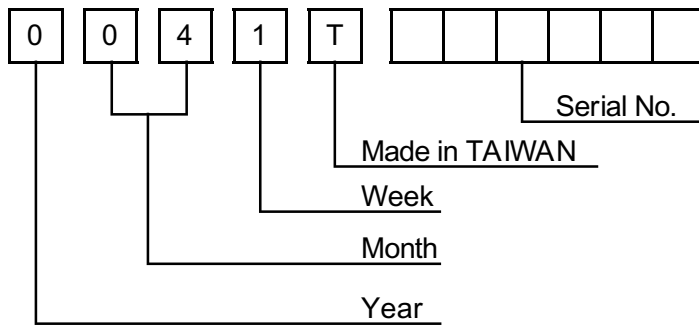 0 0 4 1 T
Serial No.
Made in TAIWAN
Week
Month
Year